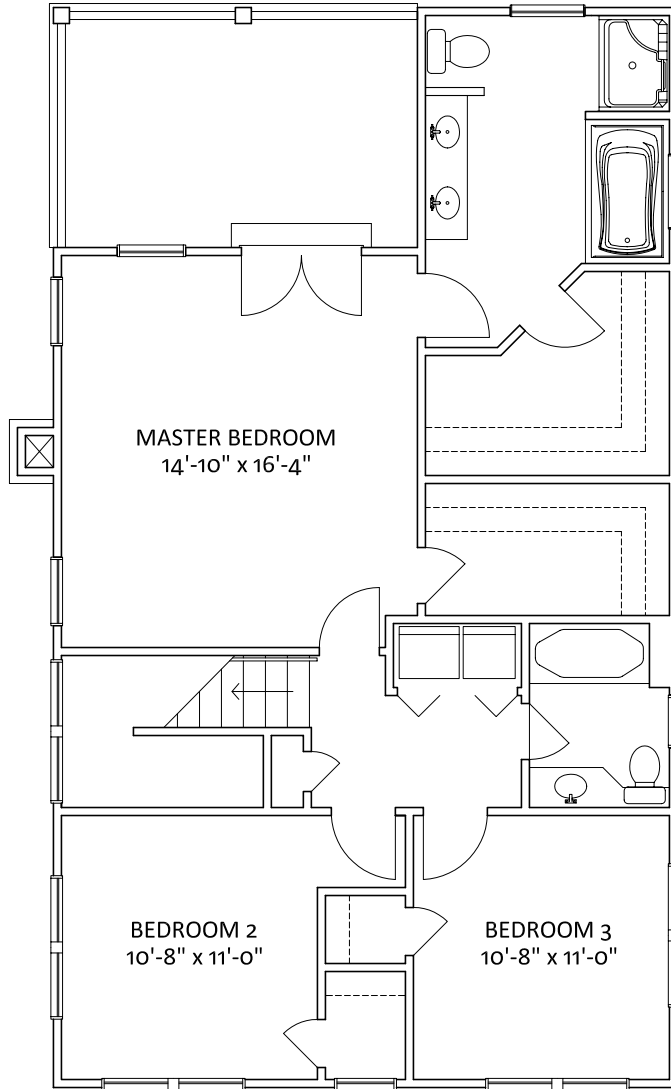 MASTER BEDROOM
14'-10" x 16'-4"
BEDROOM 2
10'-8" x 11'-0"
BEDROOM 3
10'-8" x 11'-0"